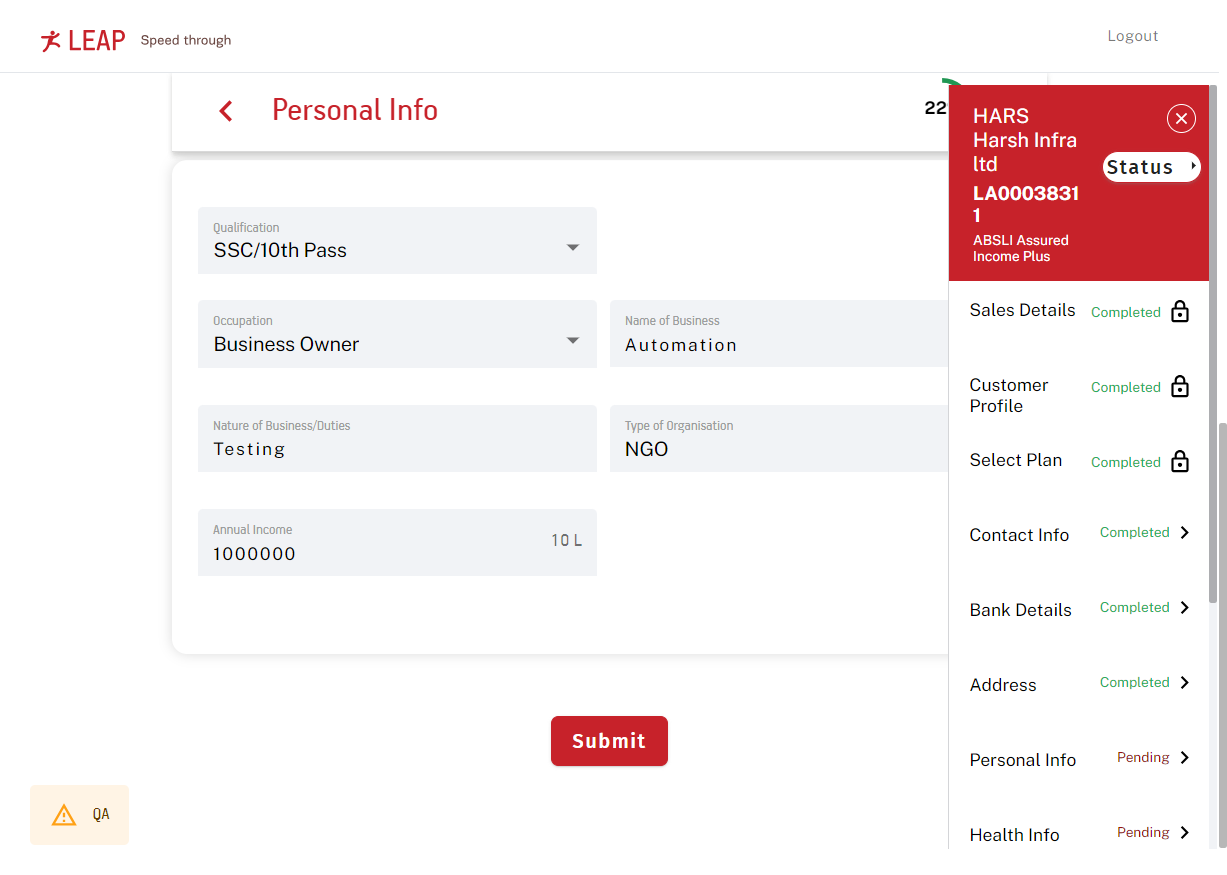 LEAP
Speed through
Logout
Personal Info
22
Qualification
SSC/10th Pass
Occupation
Business Owner
Name of Business
Automation
Nature of Business/Duties
Testing
Type of Organisation
NGO
Annual Income
1000000
10 L
Submit
QA
HARS
Harsh Infra
ltd
LA0003831
1
ABSLI Assured
Income Plus
Status
Sales Details
Completed
Customer
Profile
Completed
Select Plan
Completed
Contact Info
Completed
Bank Details
Completed
Address
Completed
Personal Info
Pending
Health Info
Pending